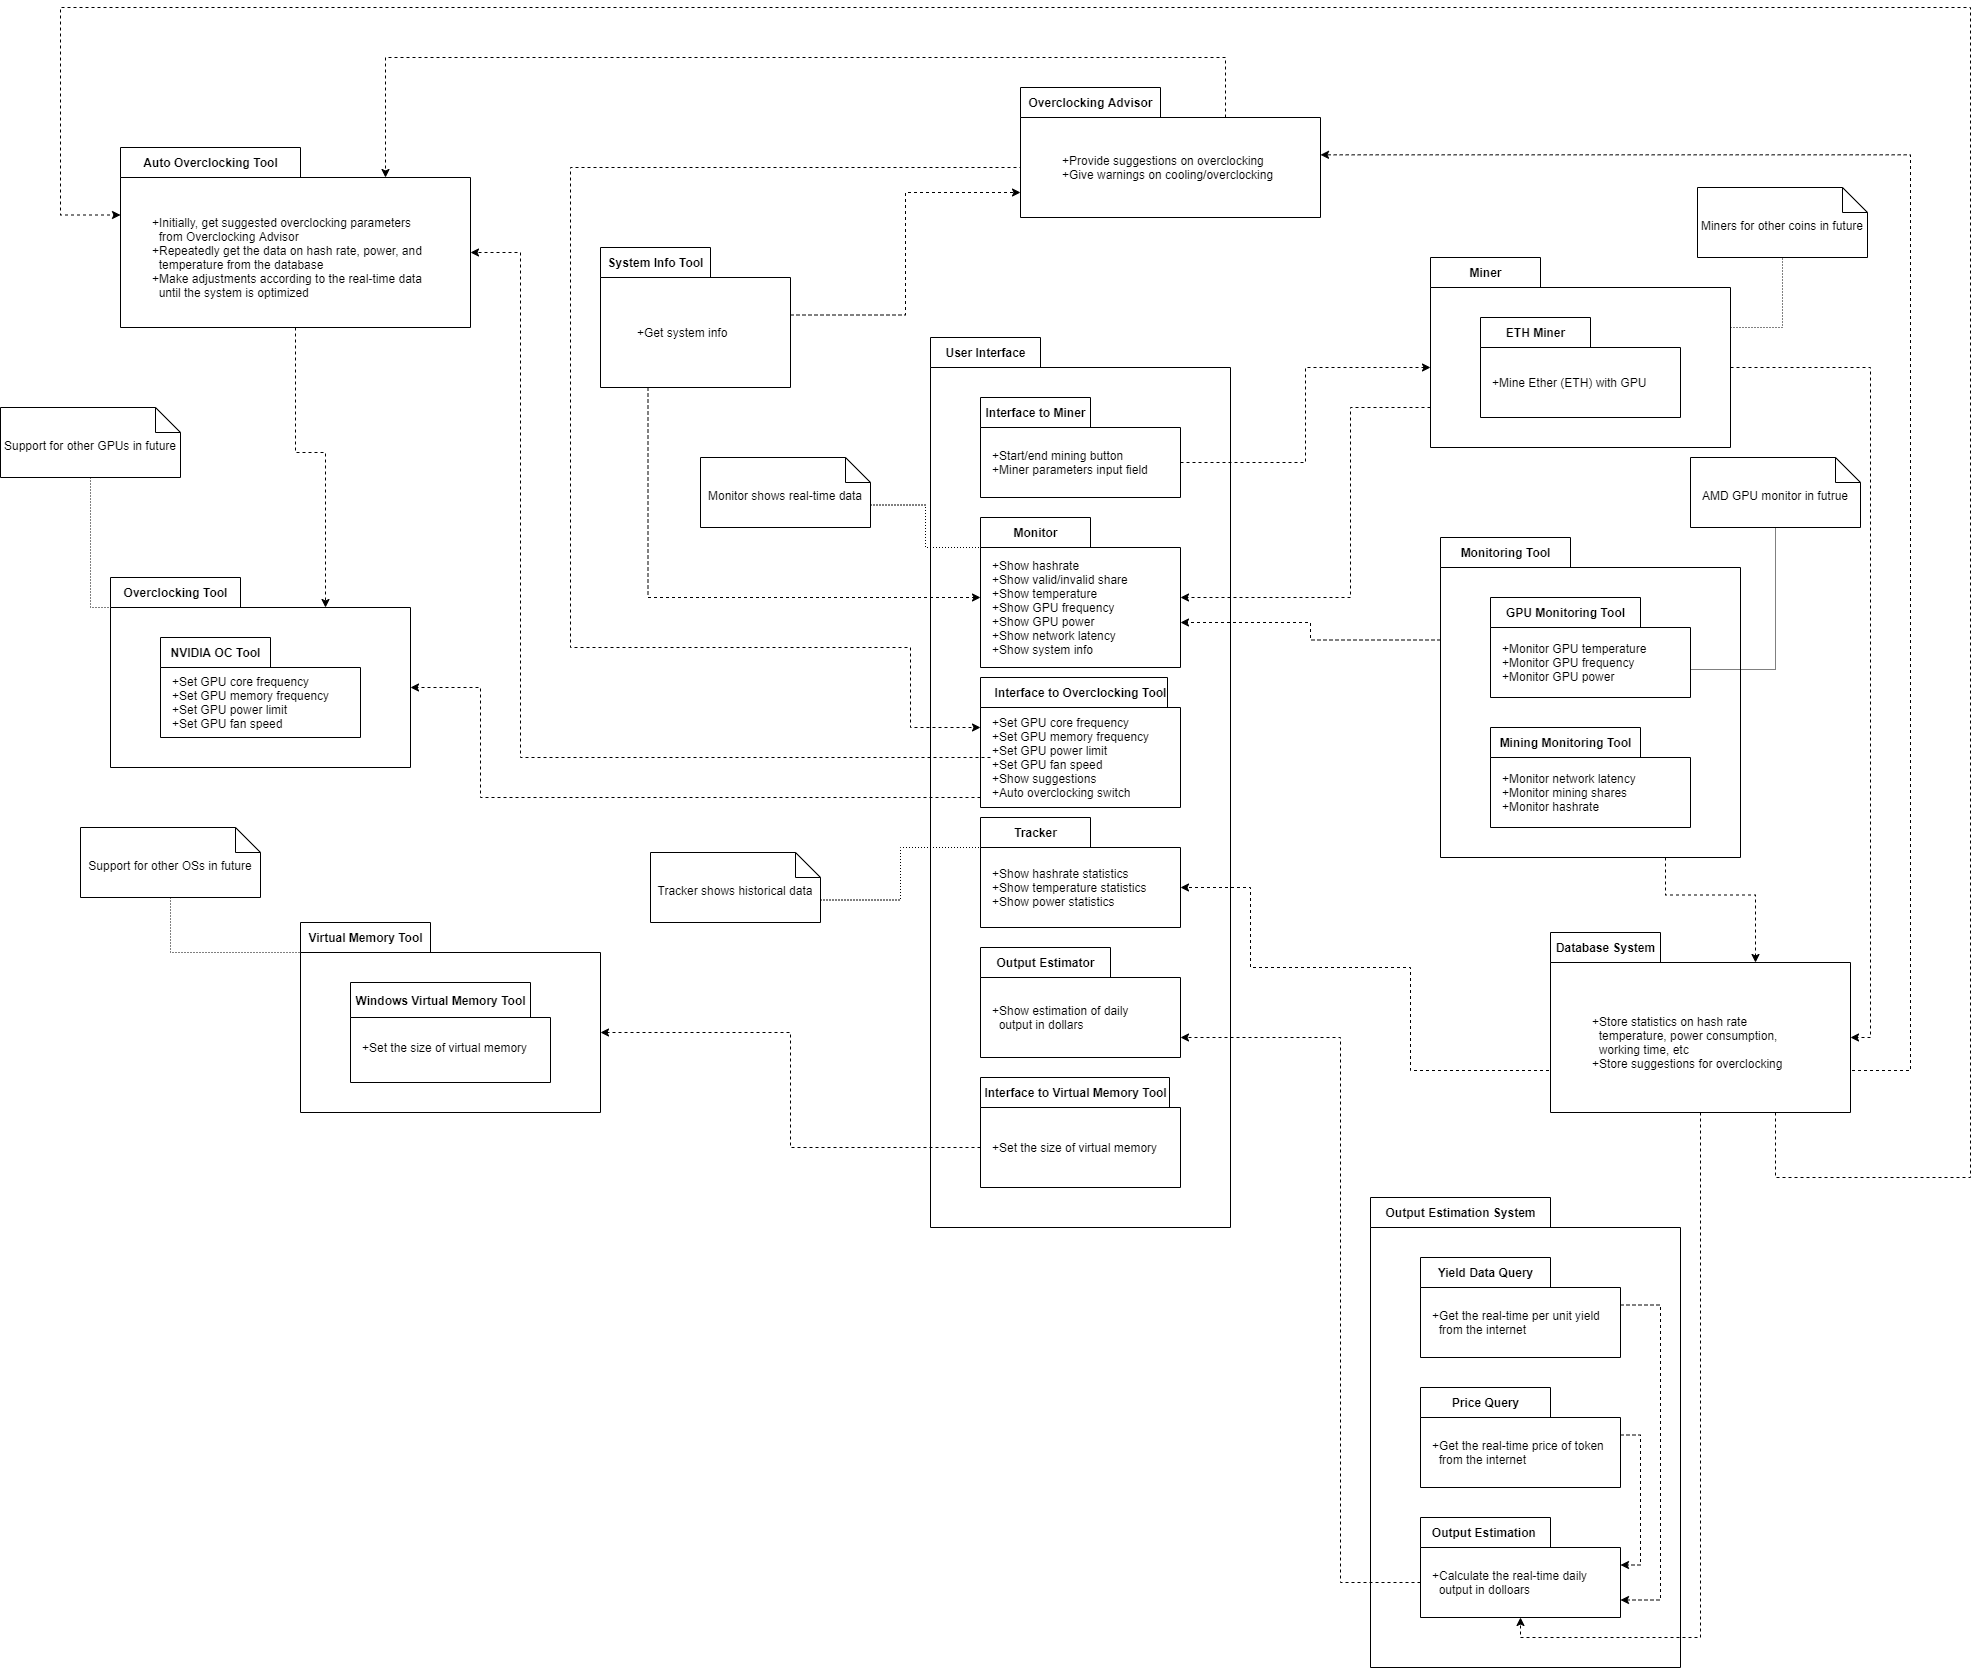 Overclocking Advisor
+Provide suggestions on overclocking
+Give warnings on cooling/overclocking
Auto Overclocking Tool
+Initially, get suggested overclocking parameters
from Overclocking Advisor
+Repeatedly get the data on hash rate, power, and
temperature from the database
+Make adjustments according to the real-time data
until the system is optimized
System Info Tool
+Get system info
Miners for other coins in future
Miner
ETH Miner
+Mine Ether (ETH) with GPU
User Interface
Interface to Miner
+Start/end mining button
+Miner parameters input field
Support for other GPUs in future
Monitor shows real-time data
AMD GPU monitor in futrue
Monitor
+Show hashrate
+Show valid/invalid share
+Show temperature
+Show GPU frequency
+Show GPU power
+Show network latency
+Show system info
Monitoring Tool
GPU Monitoring Tool
+Monitor GPU temperature
+Monitor GPU frequency
+Monitor GPU power
Mining Monitoring Tool
+Monitor network latency
+Monitor mining shares
+Monitor hashrate
Overclocking Tool
NVIDIA OC Tool
+Set GPU core frequency
+Set GPU memory frequency
+Set GPU power limit
+Set GPU fan speed
Interface to Overclocking Tool
+Set GPU core frequency
+Set GPU memory frequency
+Set GPU power limit
+Set GPU fan speed
+Show suggestions
+Auto overclocking switch
Support for other OSs in future
Tracker shows historical data
Tracker
+Show hashrate statistics
+Show temperature statistics
+Show power statistics
Virtual Memory Tool
Windows Virtual Memory Tool
+Set the size of virtual memory
Output Estimator
+Show estimation of daily
output in dollars
Database System
+Store statistics on hash rate
temperature, power consumption,
working time, etc
+Store suggestions for overclocking
Interface to Virtual Memory Tool
+Set the size of virtual memory
Output Estimation System
Yield Data Query
+Get the real-time per unit yield
from the internet
Price Query
+Get the real-time price of token
from the internet
Output Estimation
+Calculate the real-time daily
output in dolloars